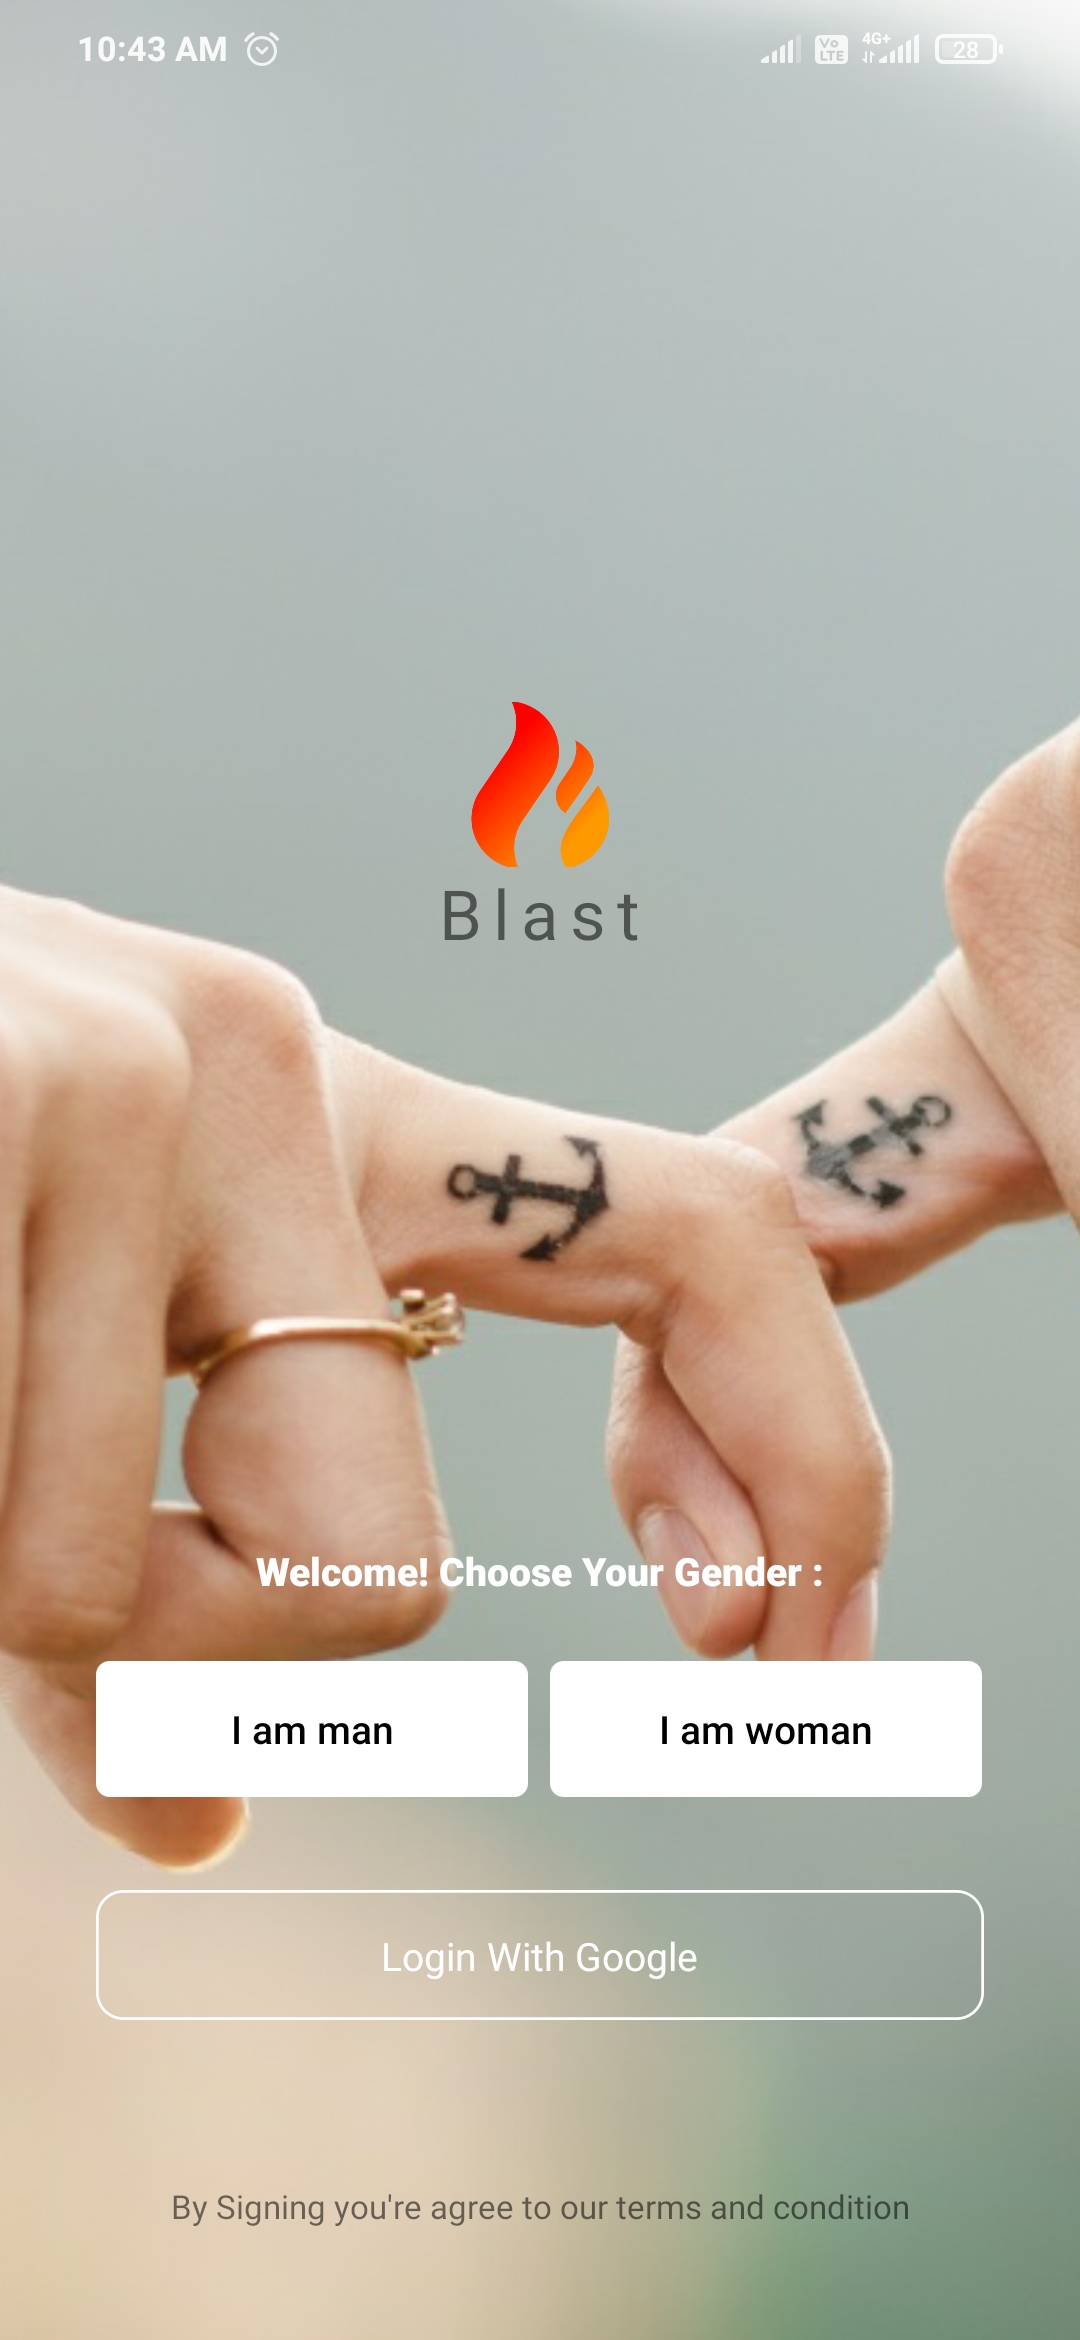 10:43 AM
Vo
LTE
4G+
28
Blast
Welcome! Choose Your Gender :
I am man
I am woman
Login With Google
By Signing you're agree to our terms and condition